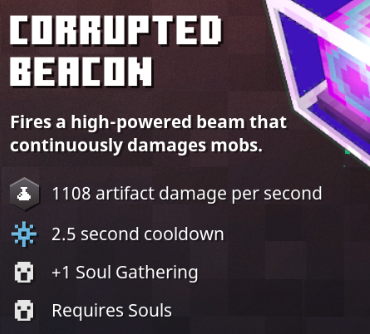 CORRUPTED
BEACON
Fires a high-powered beam that
continuously damages mobs.
1108 artifact damage per second
2.5 second cooldown
+1 Soul Gathering
Requires Souls